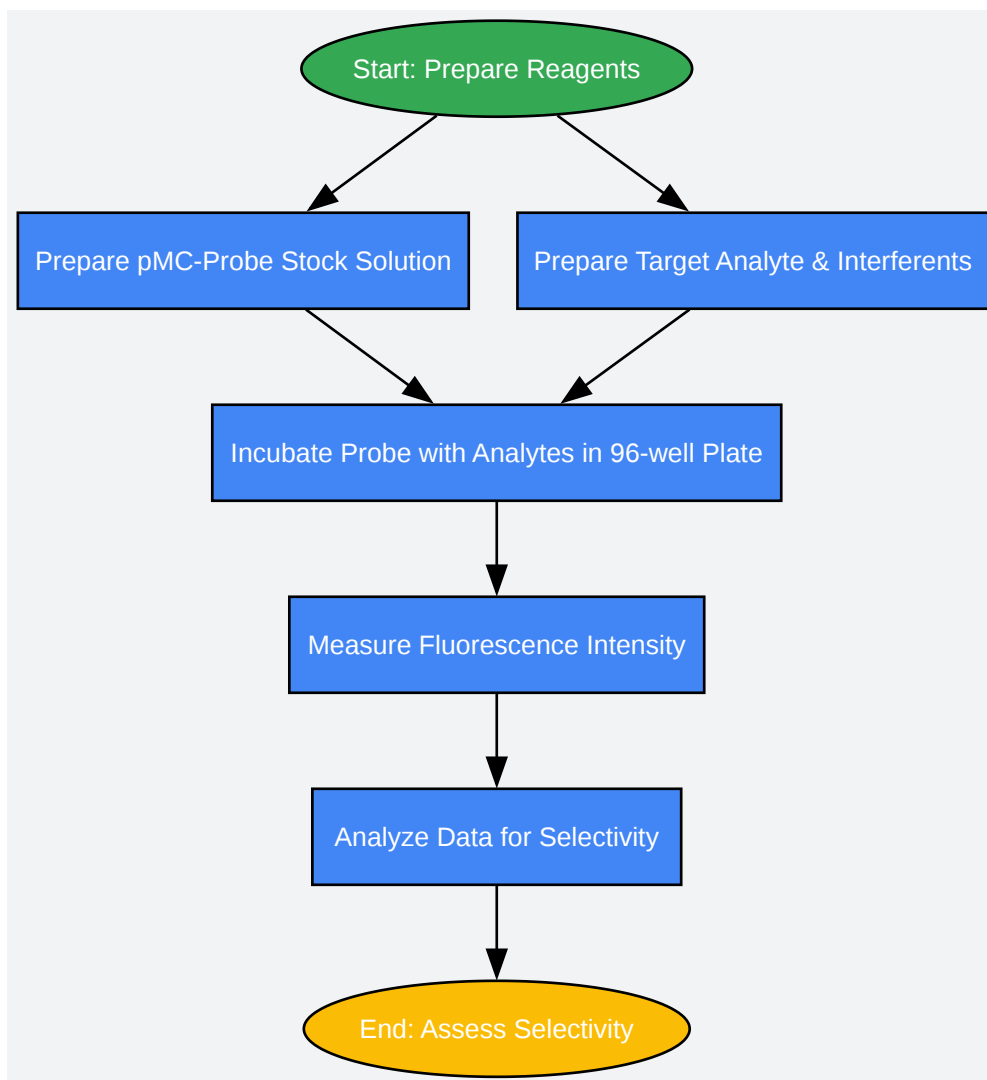 Start: Prepare Reagents
Prepare pMC-Probe Stock Solution
Prepare Target Analyte & Interferents
Incubate Probe with Analytes in 96-well Plate
Measure Fluorescence Intensity
Analyze Data for Selectivity
End: Assess Selectivity